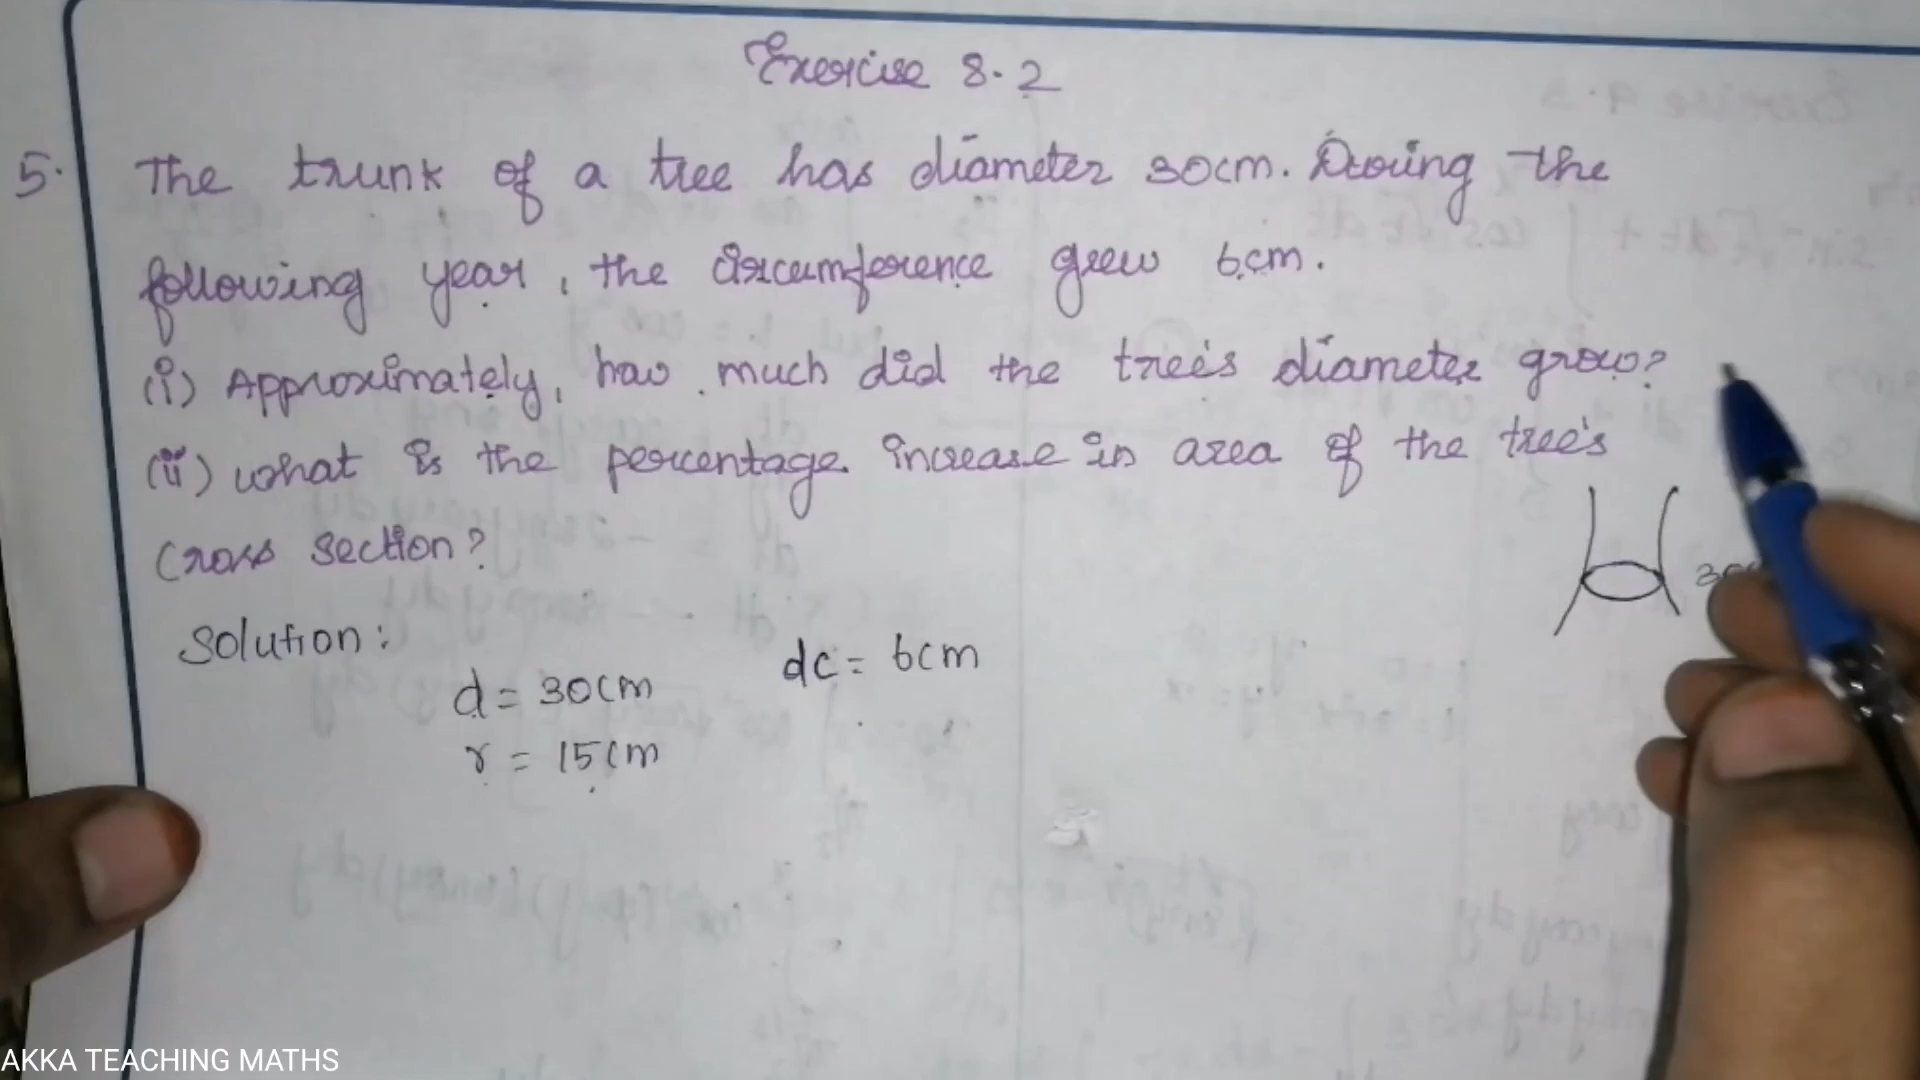 Exercise 8.2
5. The trunk of a tree has diameter 30cm. During the
following year, the circumference grew 6cm.
(i) Approximately, how much did the tree's diameter grow?
(ii) what is the percentage increase in area of the tree's
cross section?
Solution:
d = 30cm
dc = 6cm
r = 15cm
AKKA TEACHING MATHS